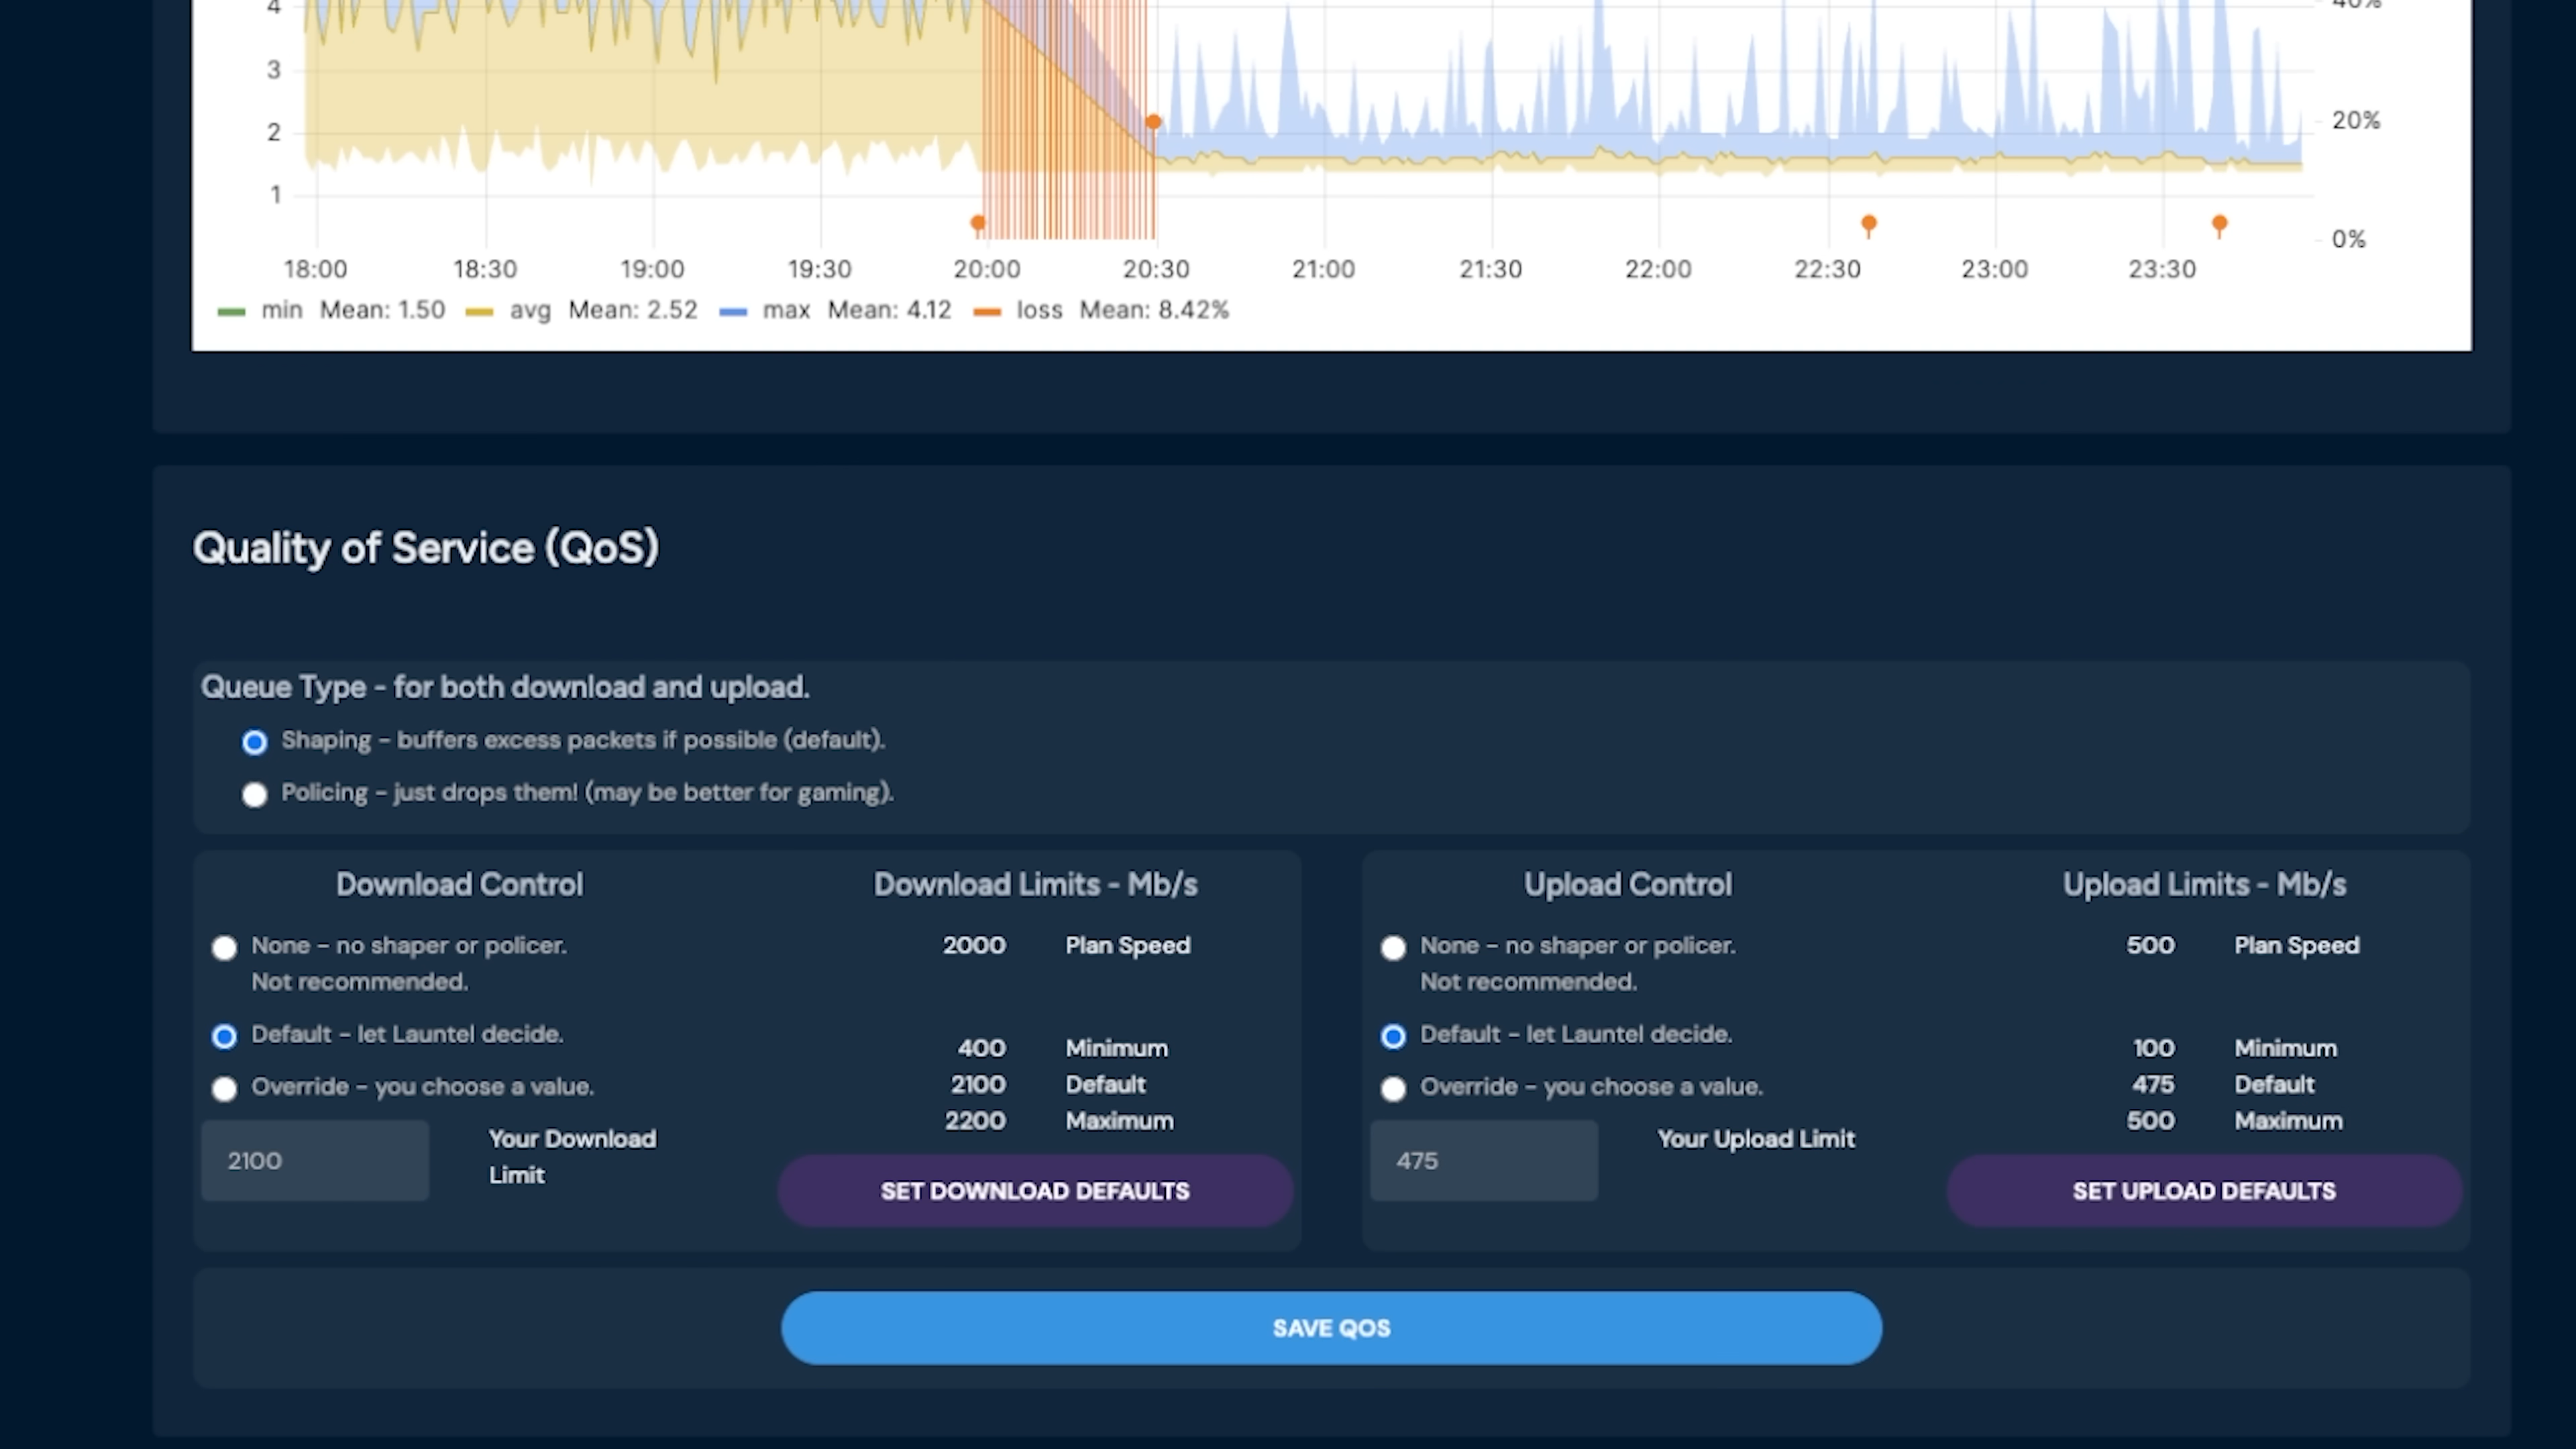 4 40%
3
2 20%
1
0%
18:00 18:30 19:00 19:30 20:00 20:30 21:00 21:30 22:00 22:30 23:00 23:30
min Mean: 1.50 avg Mean: 2.52 max Mean: 4.12 loss Mean: 8.42%
Quality of Service (QoS)
Queue Type - for both download and upload.
Shaping - buffers excess packets if possible (default).
Policing - just drops them! (may be better for gaming).
Download Control
None - no shaper or policer.
Not recommended.
Default - let Launtel decide.
Override - you choose a value.
2100 Your Download
Limit
Download Limits - Mb/s
2000 Plan Speed
400 Minimum
2100 Default
2200 Maximum
SET DOWNLOAD DEFAULTS
Upload Control
None - no shaper or policer.
Not recommended.
Default - let Launtel decide.
Override - you choose a value.
475 Your Upload Limit
Upload Limits - Mb/s
500 Plan Speed
100 Minimum
475 Default
500 Maximum
SET UPLOAD DEFAULTS
SAVE QOS